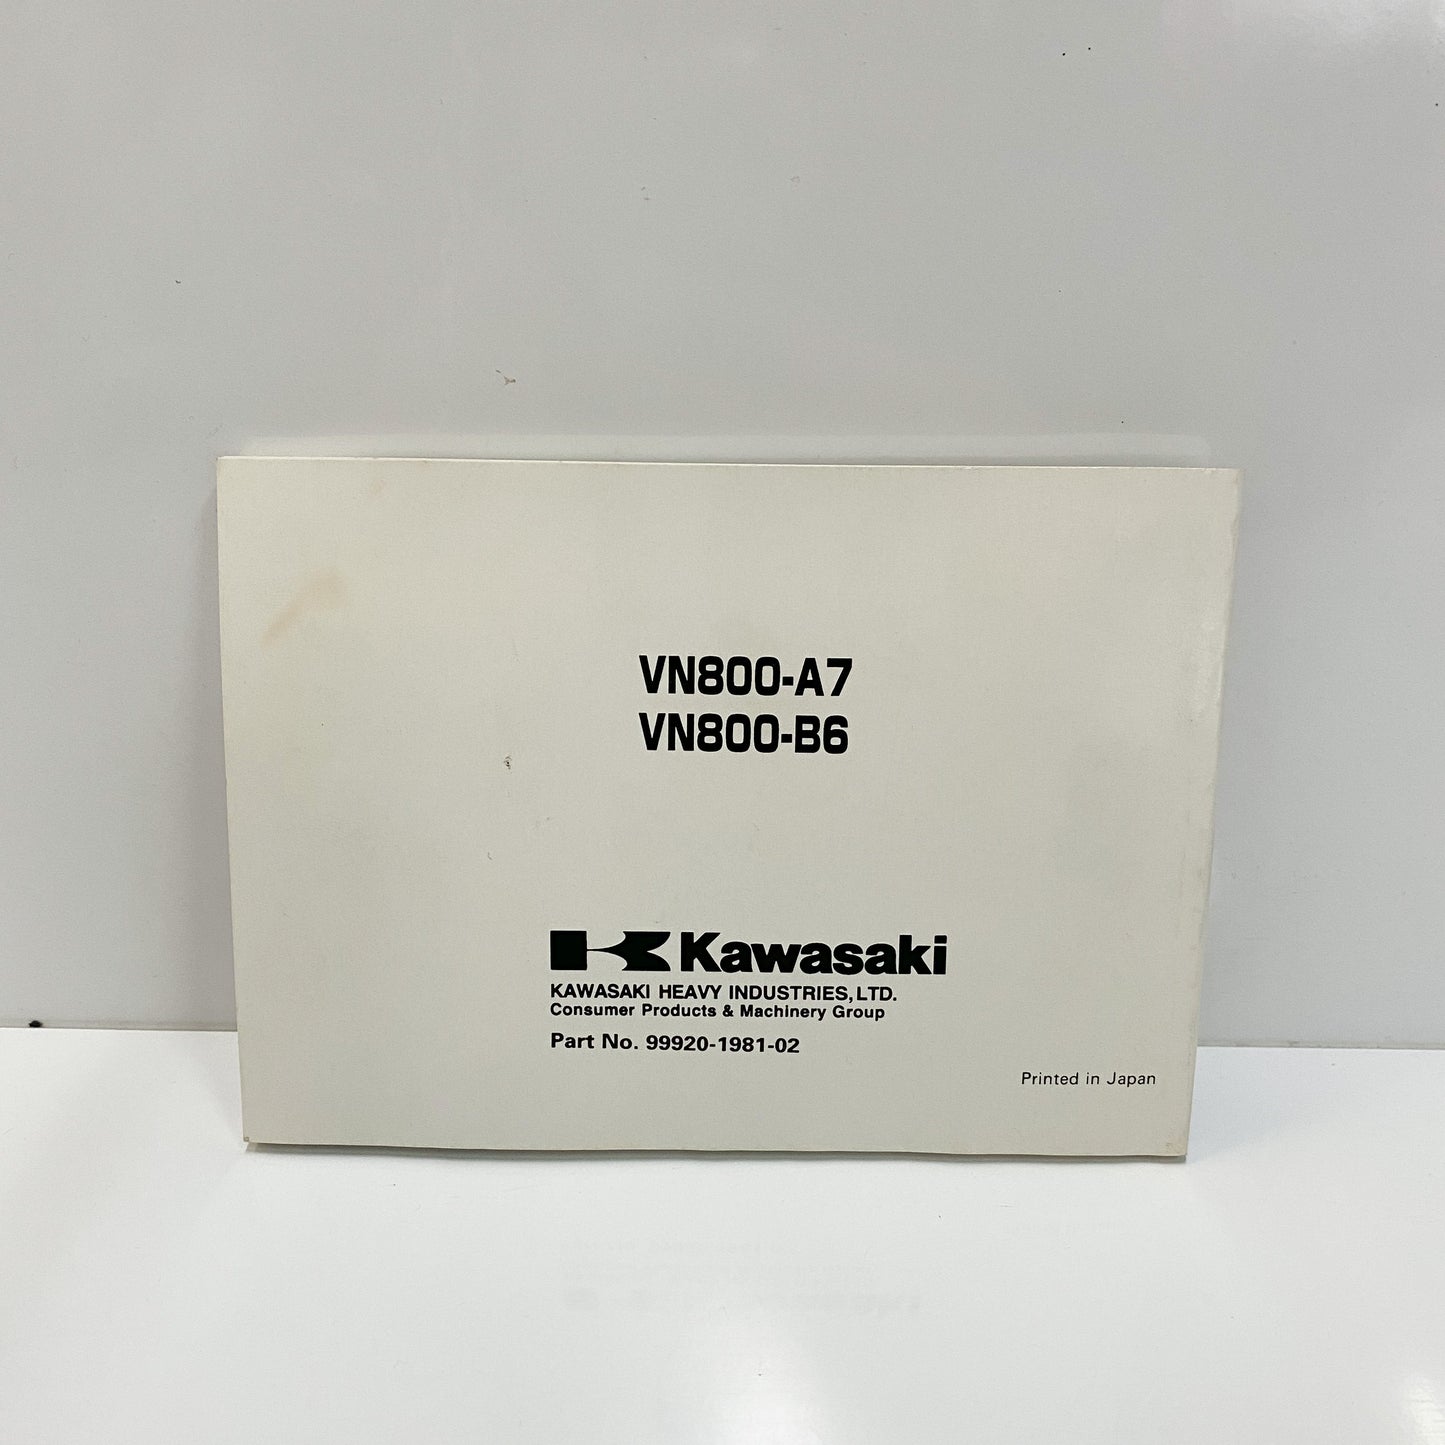 VN800-A7
VN800-B6
Kawasaki
KAWASAKI HEAVY INDUSTRIES,LTD.
Consumer Products & Machinery Group
Part No. 99920-1981-02
Printed in Japan